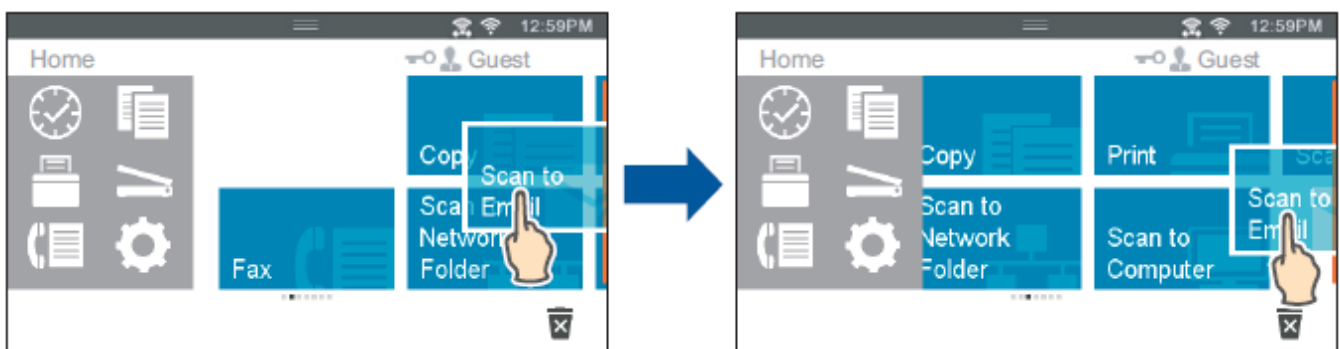 12:59PM
Home
Guest
Copy
Scan to
Email
Scan
Network
Folder
Fax
12:59PM
Home
Guest
Copy
Print
Sca
Scan to
Network
Folder
Scan to
Computer
Scan to
Email